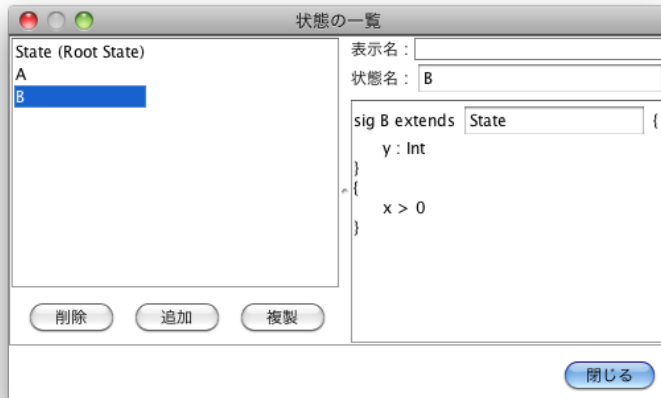 状態の一覧
State (Root State)
A
B
削除
追加
複製
表示名 :
状態名 : B
sig B extends State {
y : Int
}
{
x > 0
}
閉じる